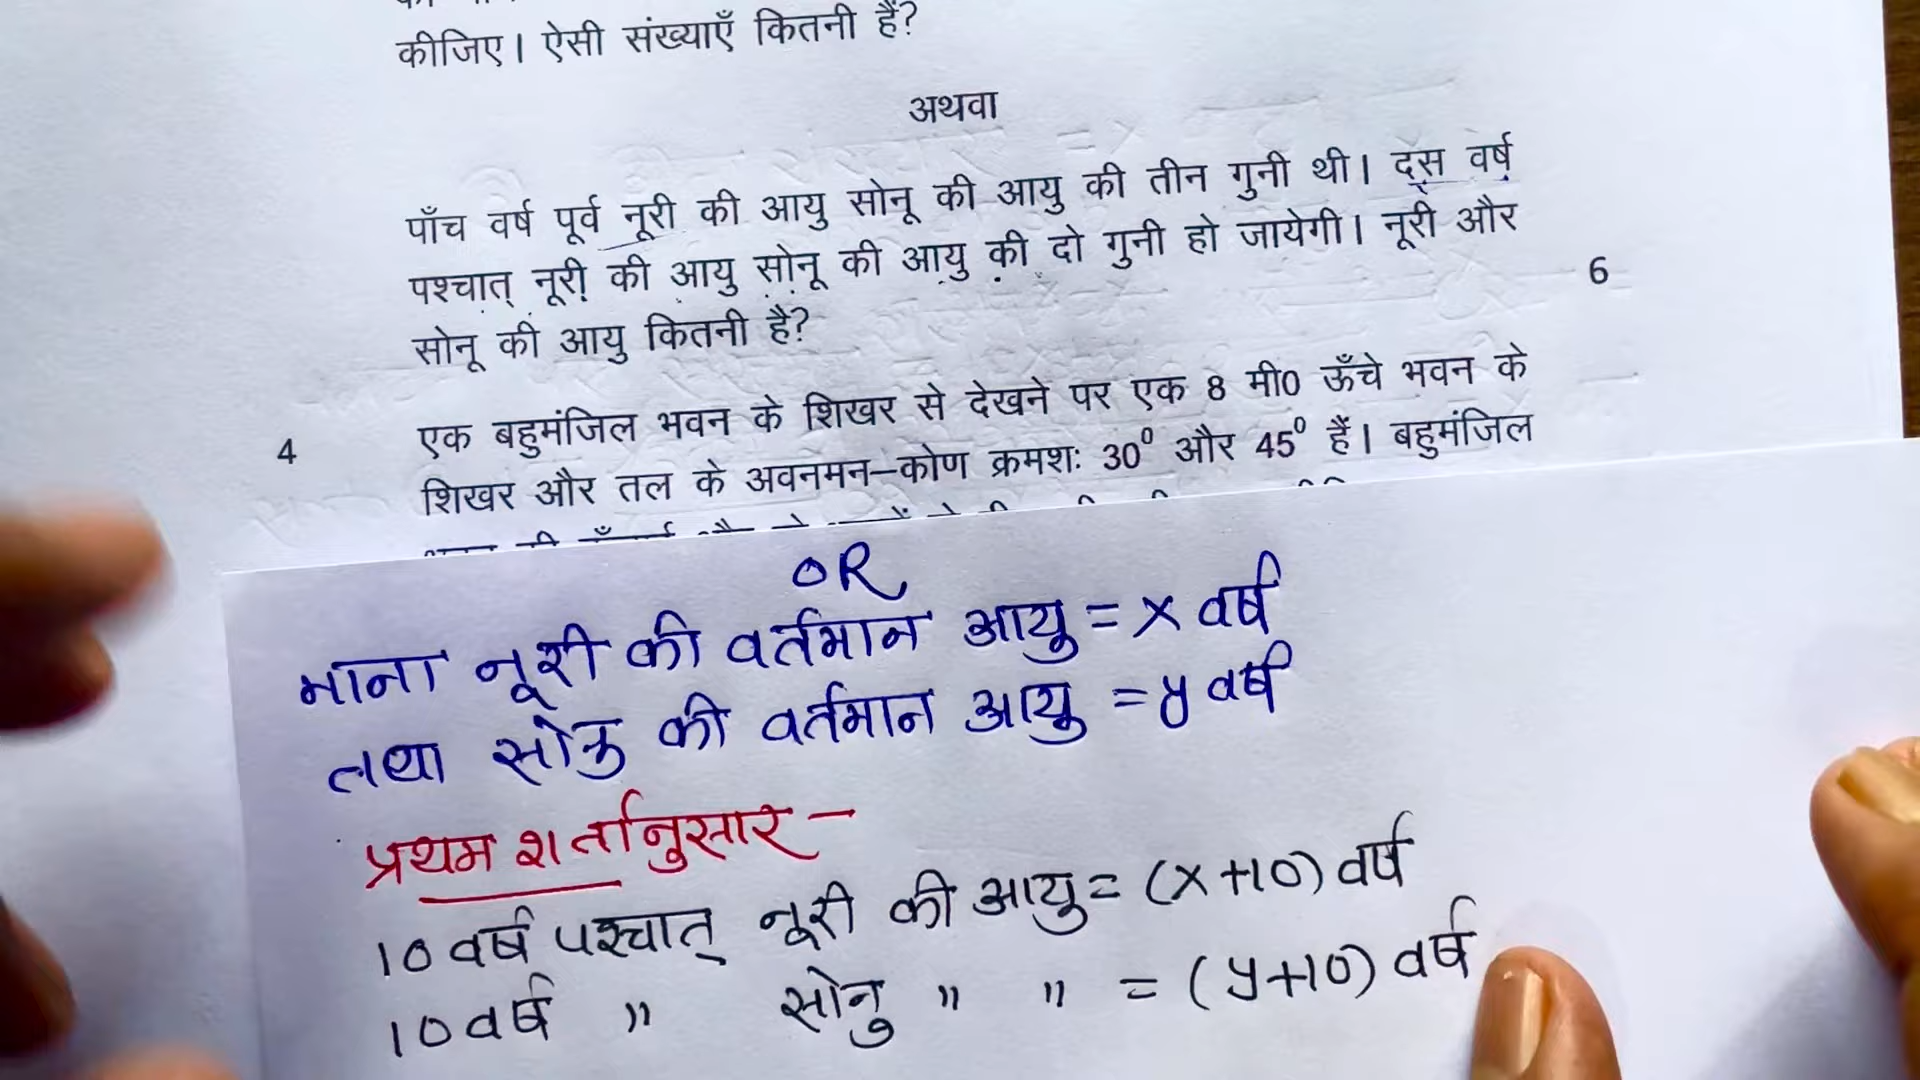 कीजिए। ऐसी संख्याएँ कितनी हैं?
अथवा
पाँच वर्ष पूर्व नूरी की आयु सोनू की आयु की तीन गुनी थी। दस वर्ष
पश्चात् नूरी की आयु सोनू की आयु की दो गुनी हो जायेगी। नूरी और
सोनू की आयु कितनी है?
6
4 एक बहुमंजिल भवन के शिखर से देखने पर एक 8 मी0 ऊँचे भवन के
शिखर और तल के अवनमन–कोण क्रमशः 30⁰ और 45⁰ हैं। बहुमंजिल
OR
माना नूरी की वर्तमान आयु = x वर्ष
तथा सोनु की वर्तमान आयु = y वर्ष
प्रथम शर्तानुसार –
10 वर्ष पश्चात् नूरी की आयु = (x+10) वर्ष
10 वर्ष " सोनु " " = (y+10) वर्ष